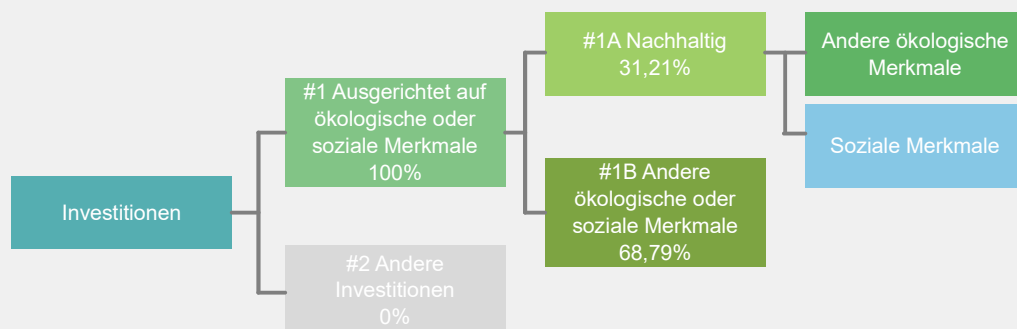 Investitionen
#1 Ausgerichtet auf
ökologische oder
soziale Merkmale
100%
#2 Andere
Investitionen
0%
#1A Nachhaltig
31,21%
#1B Andere
ökologische oder
soziale Merkmale
68,79%
Andere ökologische
Merkmale
Soziale Merkmale